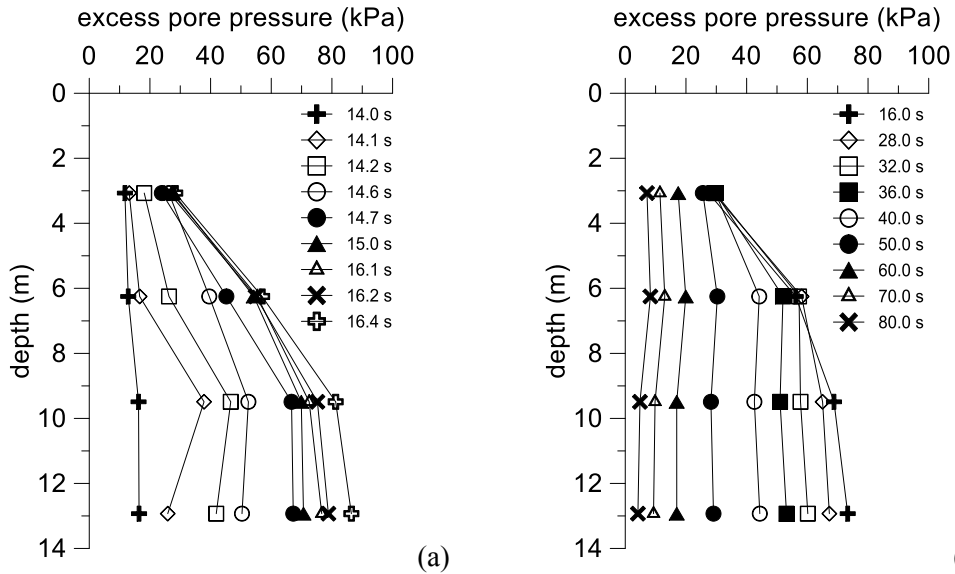 excess pore pressure (kPa)
0 20 40 60 80 100
0
2
4
6
8
10
12
14
depth (m)
14.0 s
14.1 s
14.2 s
14.6 s
14.7 s
15.0 s
16.1 s
16.2 s
16.4 s
(a)
excess pore pressure (kPa)
0 20 40 60 80 100
0
2
4
6
8
10
12
14
depth (m)
16.0 s
28.0 s
32.0 s
36.0 s
40.0 s
50.0 s
60.0 s
70.0 s
80.0 s